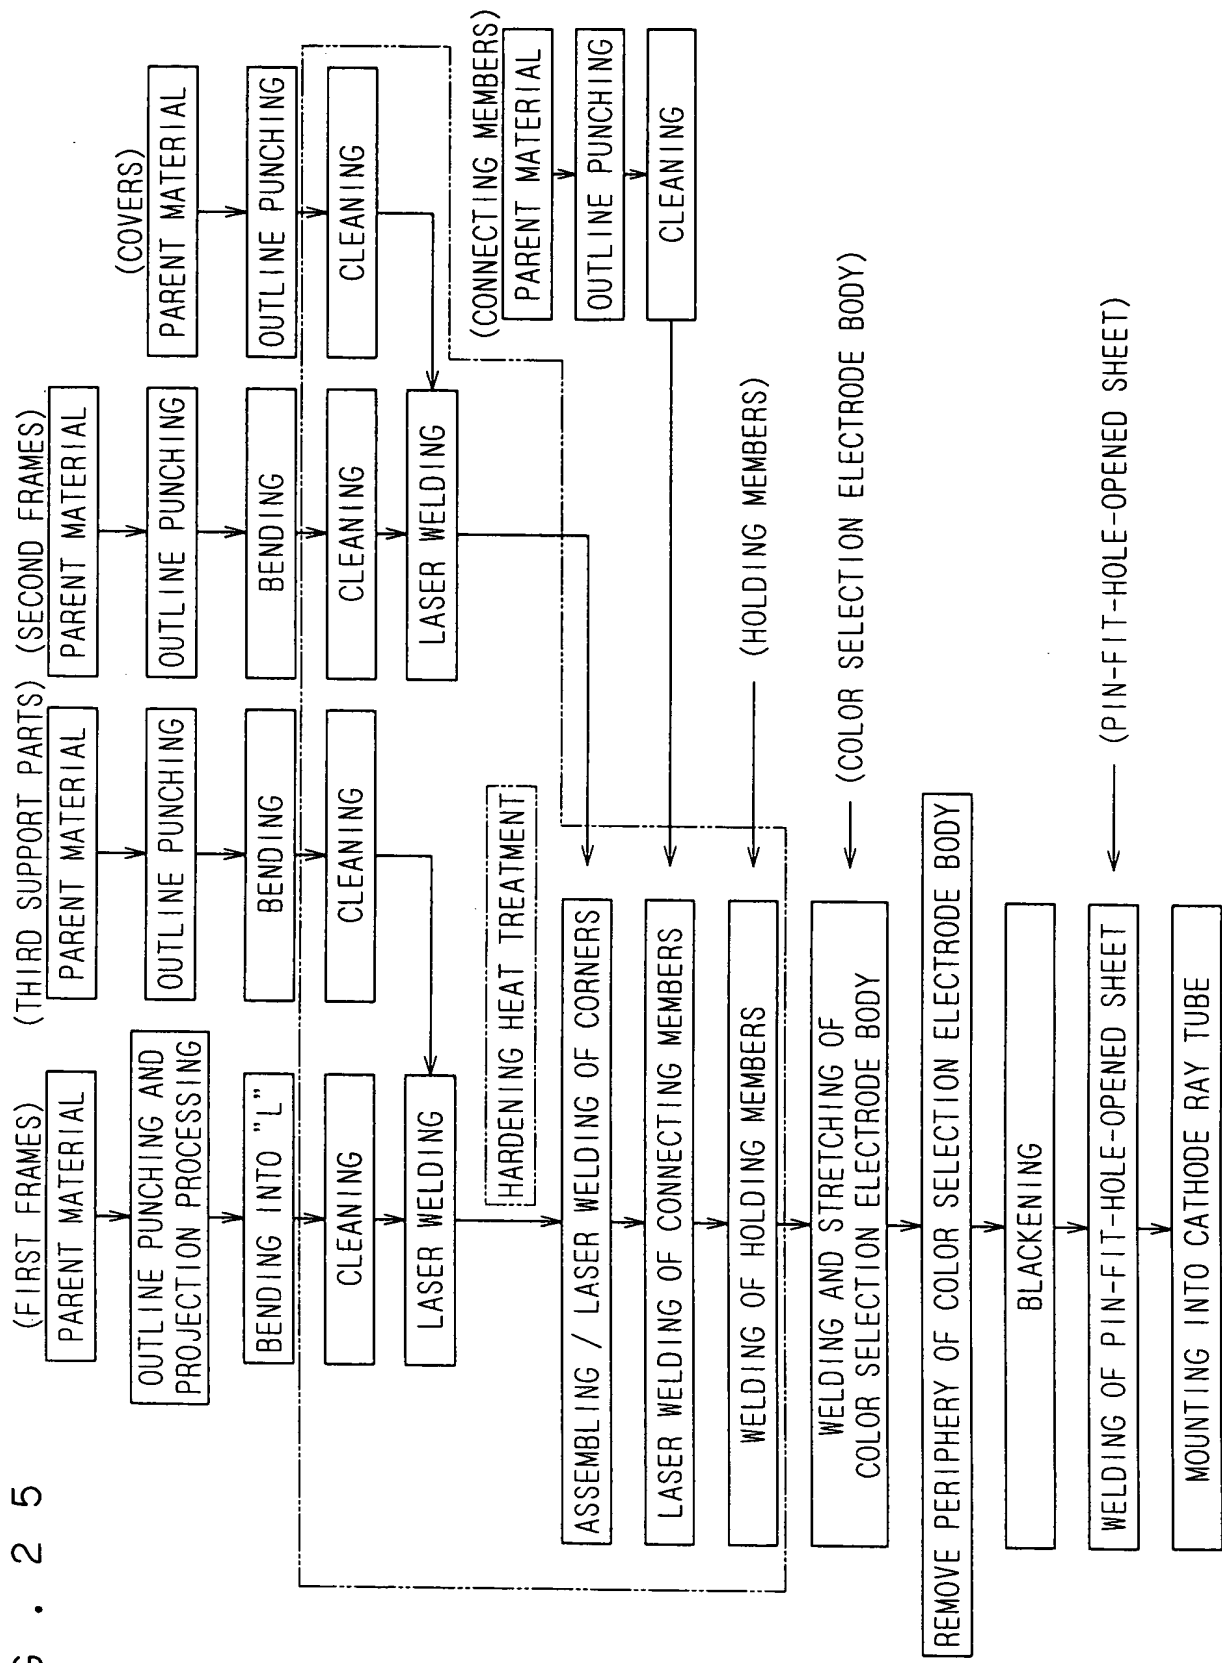 G . 2 5
(FIRST FRAMES)
PARENT MATERIAL
OUTLINE PUNCHING AND
PROJECTION PROCESSING
BENDING INTO "L"
CLEANING
LASER WELDING
(THIRD SUPPORT PARTS)
PARENT MATERIAL
OUTLINE PUNCHING
BENDING
CLEANING
(SECOND FRAMES)
PARENT MATERIAL
OUTLINE PUNCHING
BENDING
CLEANING
LASER WELDING
(COVERS)
PARENT MATERIAL
OUTLINE PUNCHING
CLEANING
(CONNECTING MEMBERS)
PARENT MATERIAL
OUTLINE PUNCHING
CLEANING
HARDENING HEAT TREATMENT
ASSEMBLING / LASER WELDING OF CORNERS
LASER WELDING OF CONNECTING MEMBERS
WELDING OF HOLDING MEMBERS
(HOLDING MEMBERS)
WELDING AND STRETCHING OF
COLOR SELECTION ELECTRODE BODY
(COLOR SELECTION ELECTRODE BODY)
REMOVE PERIPHERY OF COLOR SELECTION ELECTRODE BODY
BLACKENING
WELDING OF PIN-FIT-HOLE-OPENED SHEET
(PIN-FIT-HOLE-OPENED SHEET)
MOUNTING INTO CATHODE RAY TUBE